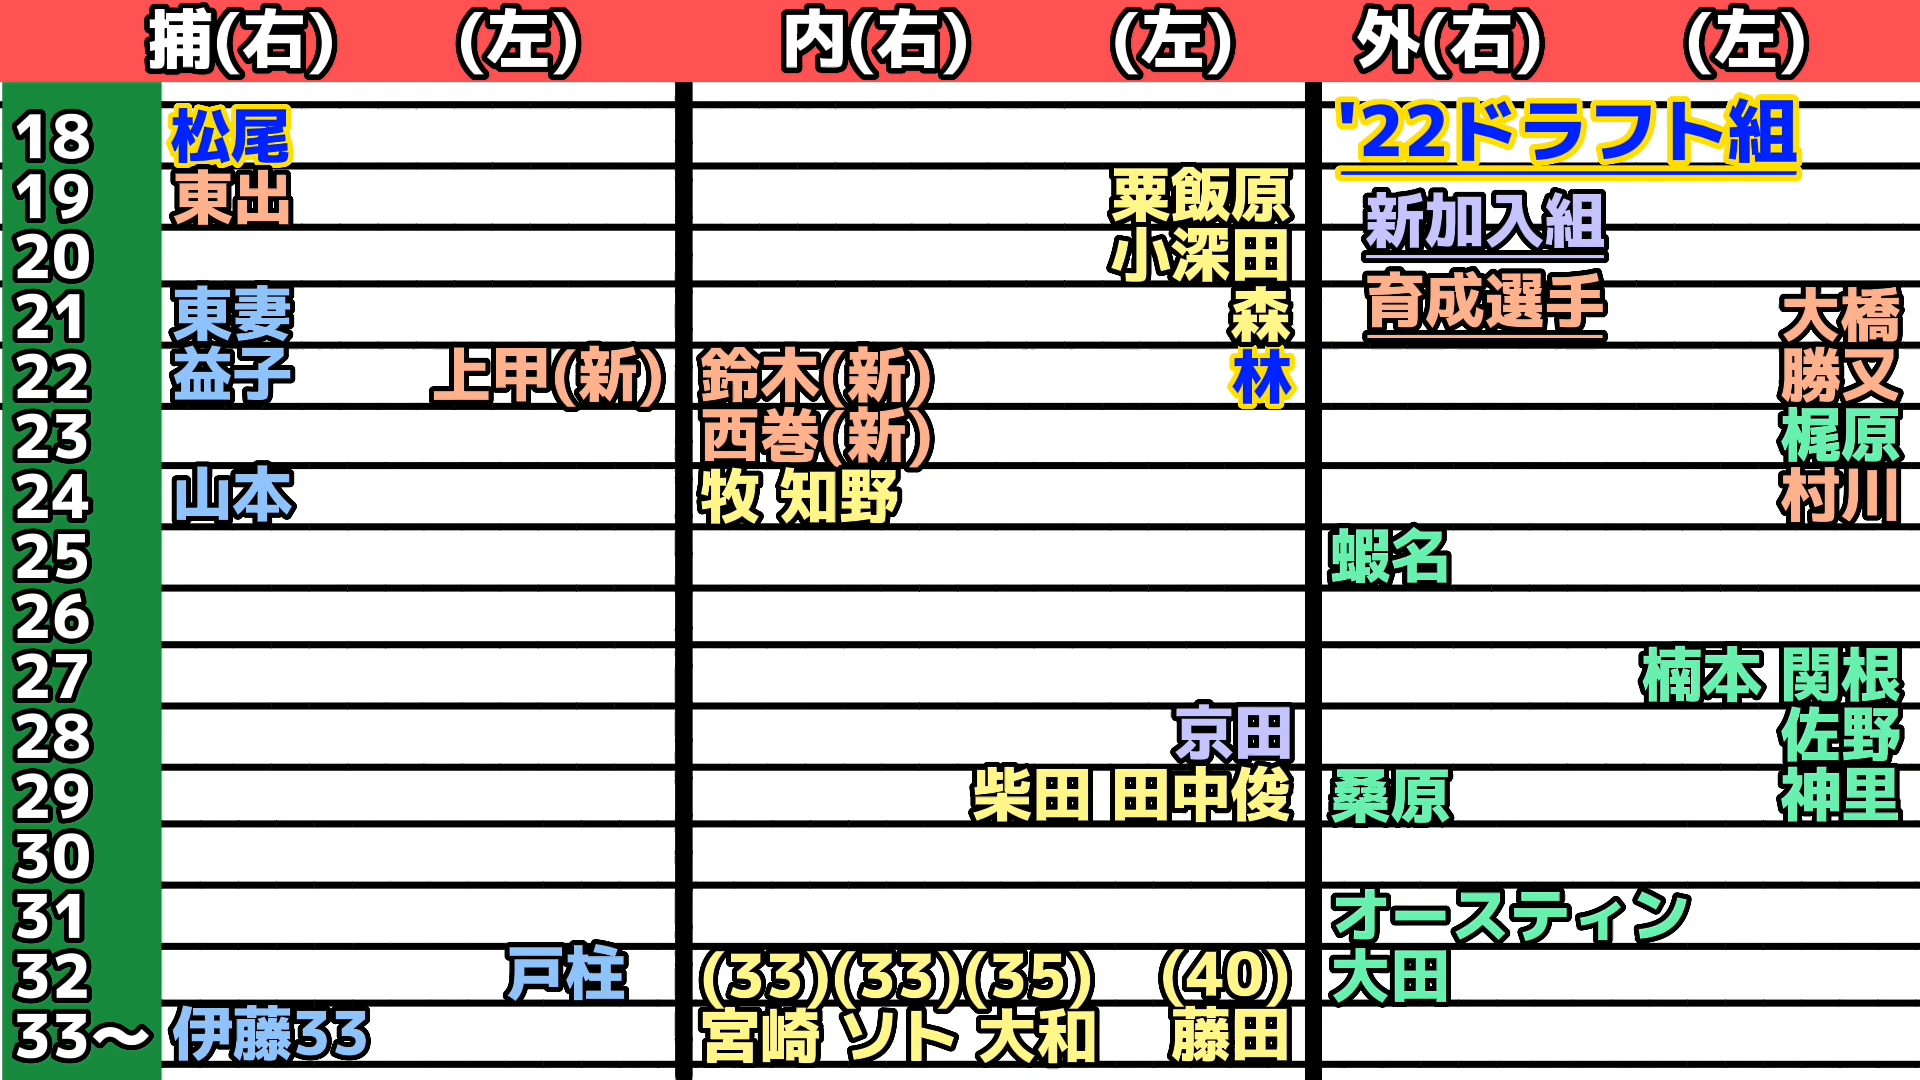 捕(右) (左) 内(右) (左) 外(右) (左)
18 松尾 '22ドラフト組
19 東出 粟飯原 新加入組
20 小深田
21 東妻 森 育成選手 大橋
22 益子 上甲(新) 鈴木(新) 林 勝又
23 西巻(新) 梶原
24 山本 牧 知野 村川
25 蝦名
26
27 楠本 関根
28 京田 佐野
29 柴田 田中俊 桑原 神里
30
31 オースティン
32 戸柱 (33)(33)(35) (40) 大田
33～ 伊藤33 宮崎 ソト 大和 藤田